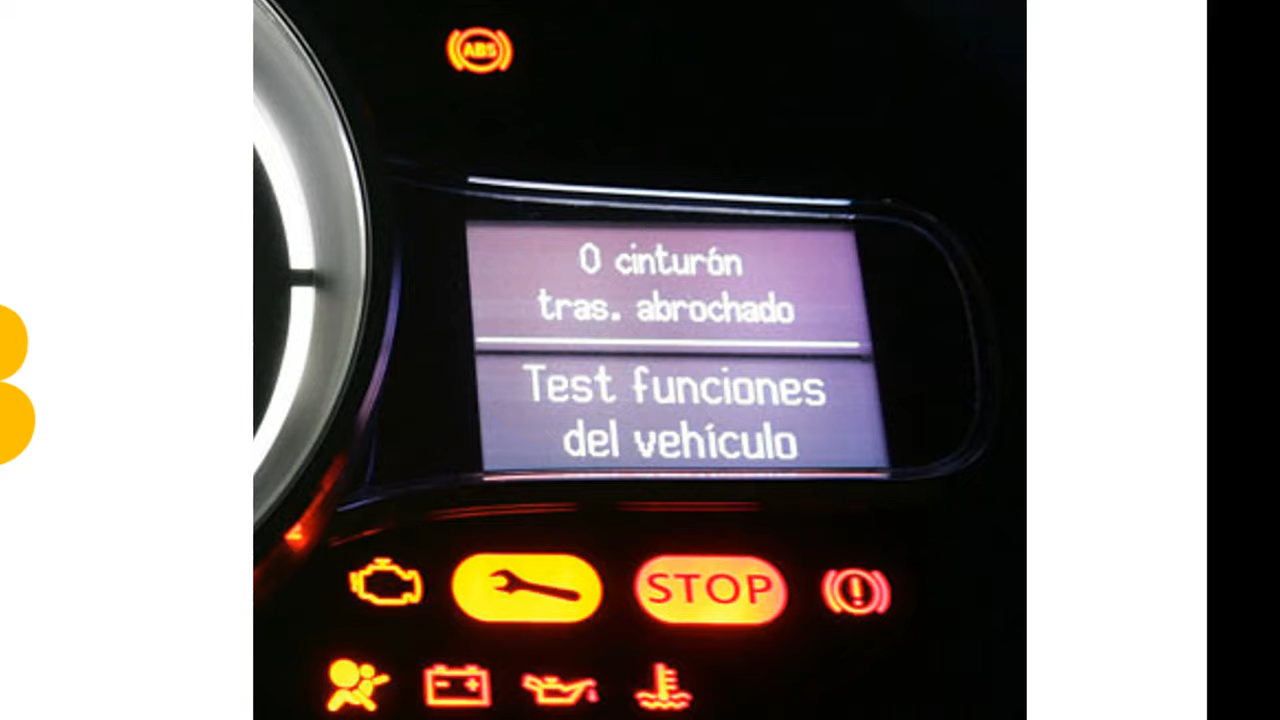 ABS
0 cinturón
tras. abrochado
Test funciones
del vehículo
STOP